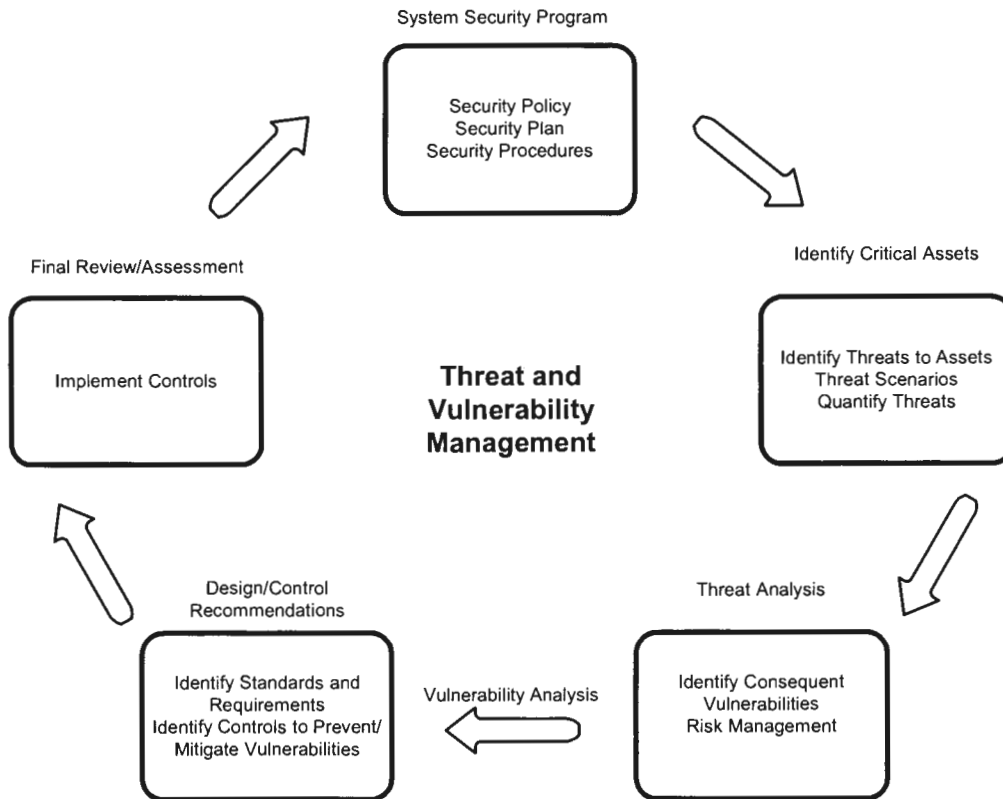 System Security Program
Security Policy
Security Plan
Security Procedures
Identify Critical Assets
Identify Threats to Assets
Threat Scenarios
Quantify Threats
Threat Analysis
Identify Consequent
Vulnerabilities
Risk Management
Vulnerability Analysis
Design/Control
Recommendations
Identify Standards and
Requirements
Identify Controls to Prevent/
Mitigate Vulnerabilities
Final Review/Assessment
Implement Controls
Threat and
Vulnerability
Management